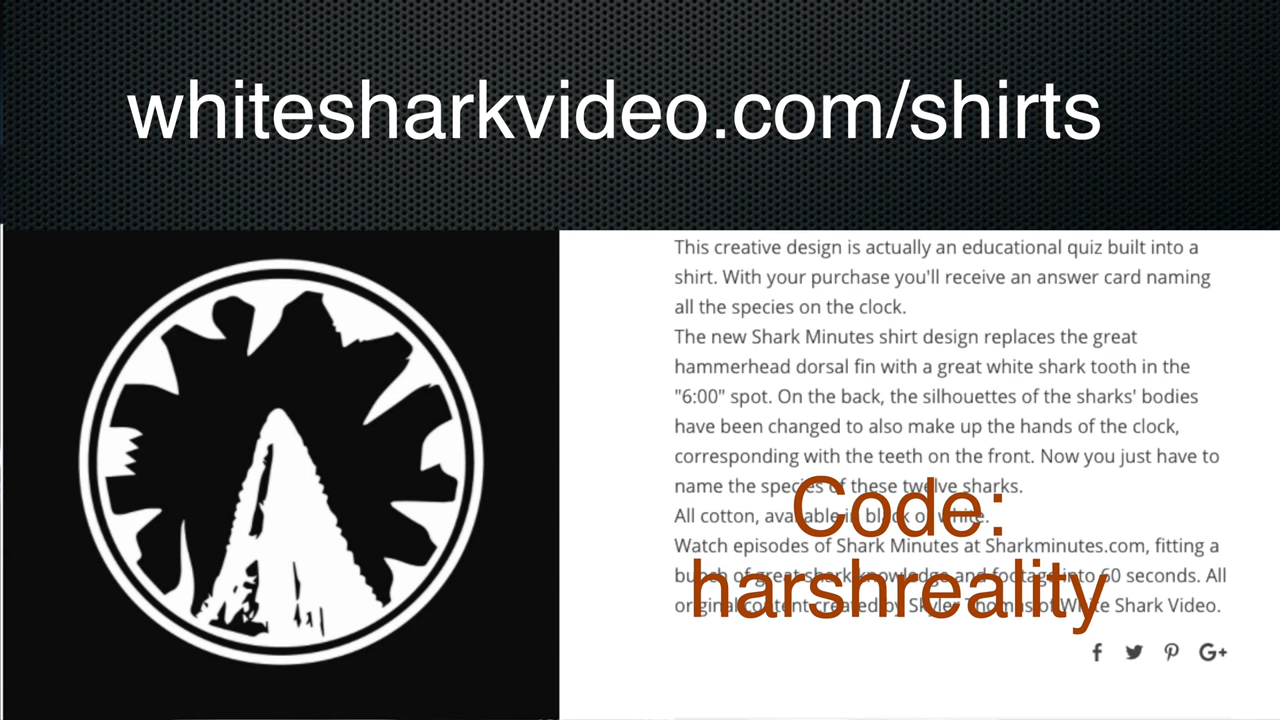 whitesharkvideo.com/shirts
This creative design is actually an educational quiz built into a
shirt. With your purchase you'll receive an answer card naming
all the species on the clock.
The new Shark Minutes shirt design replaces the great
hammerhead dorsal fin with a great white shark tooth in the
"6:00" spot. On the back, the silhouettes of the sharks' bodies
have been changed to also make up the hands of the clock,
corresponding with the teeth on the front. Now you just have to
name the species of these twelve sharks.
All cotton, available in black or white.
Watch episodes of Shark Minutes at Sharkminutes.com, fitting a
bunch of great shark knowledge and footage into 60 seconds. All
original content created by Skyler Thomas of White Shark Video.
Code:
harshreality
f G+